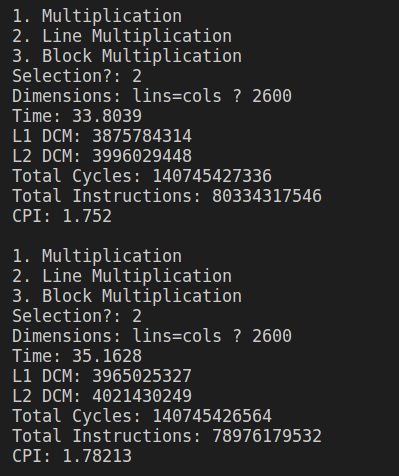 1. Multiplication
2. Line Multiplication
3. Block Multiplication
Selection?: 2
Dimensions: lins=cols ? 2600
Time: 33.8039
L1 DCM: 3875784314
L2 DCM: 3996029448
Total Cycles: 140745427336
Total Instructions: 80334317546
CPI: 1.752

1. Multiplication
2. Line Multiplication
3. Block Multiplication
Selection?: 2
Dimensions: lins=cols ? 2600
Time: 35.1628
L1 DCM: 3965025327
L2 DCM: 4021430249
Total Cycles: 140745426564
Total Instructions: 78976179532
CPI: 1.78213